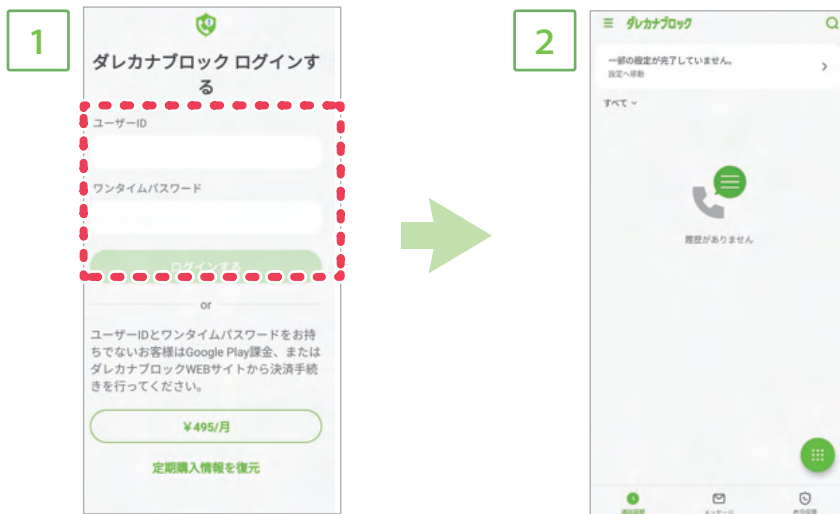 1
ダレカナブロック ログインす
る
ユーザーID
ワンタイムパスワード
ログインする
or
ユーザーIDとワンタイムパスワードをお持
ちでないお客様はGoogle Play課金、または
ダレカナブロックWEBサイトから決済手続
きを行ってください。
¥495/月
定期購入情報を復元
2
ダレカナブロック
一部の設定が完了していません。
設定へ移動
すべて
履歴がありません
メッセージ